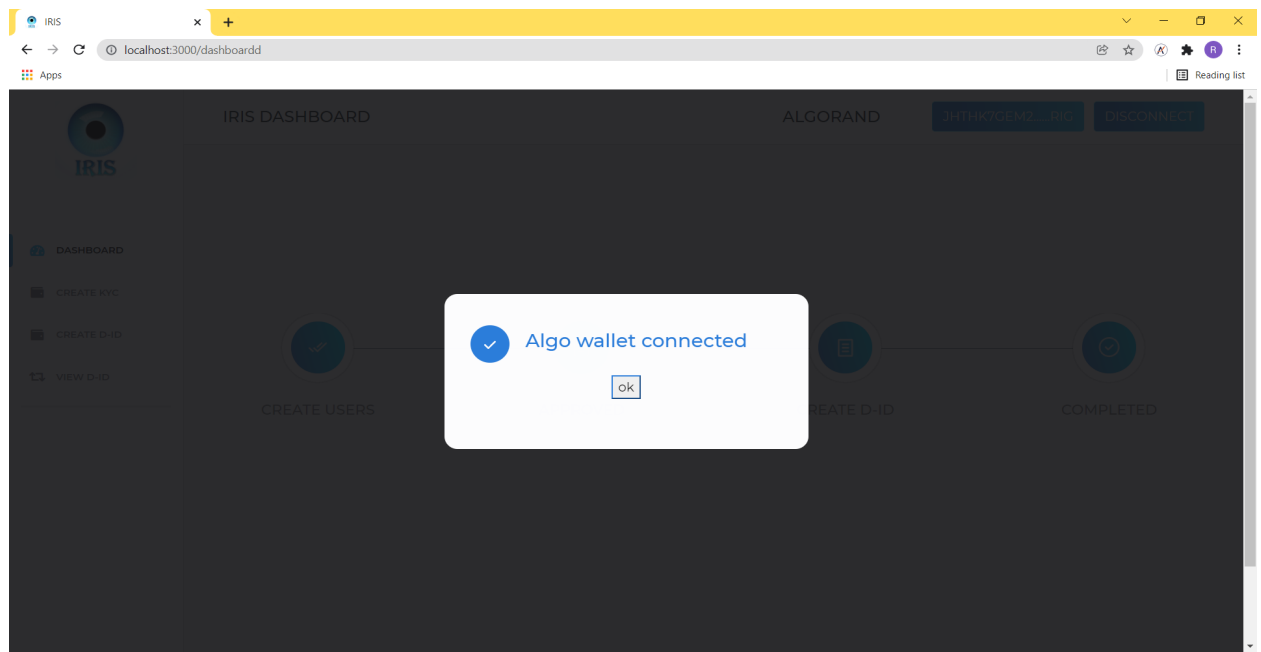 IRIS
localhost:3000/dashboardd
R
Apps
Reading list
IRIS
IRIS DASHBOARD
ALGORAND
DISCONNECT
DASHBOARD
CREATE KYC
CREATE D-ID
VIEW D-ID
Algo wallet connected
ok
CREATE USERS
REATE D-ID
COMPLETED